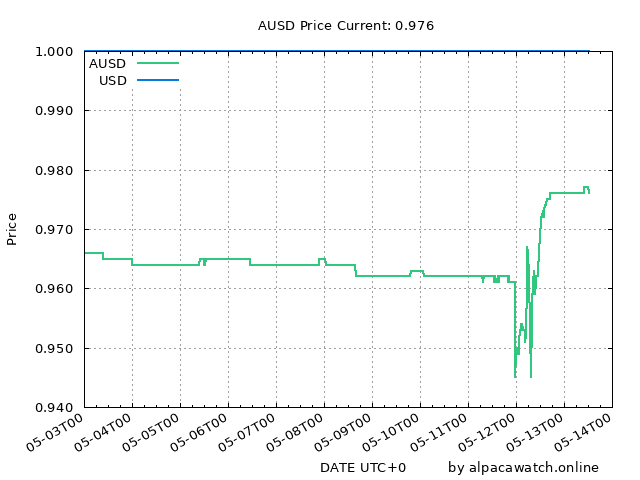 AUSD Price Current: 0.976
1.000
AUSD
USD
0.990
0.980
0.970
Price
0.960
0.950
0.940
05-03T00
05-04T00
05-05T00
05-06T00
05-07T00
05-08T00
05-09T00
05-10T00
05-11T00
05-12T00
05-13T00
05-14T00
DATE UTC+0
by alpacawatch.online